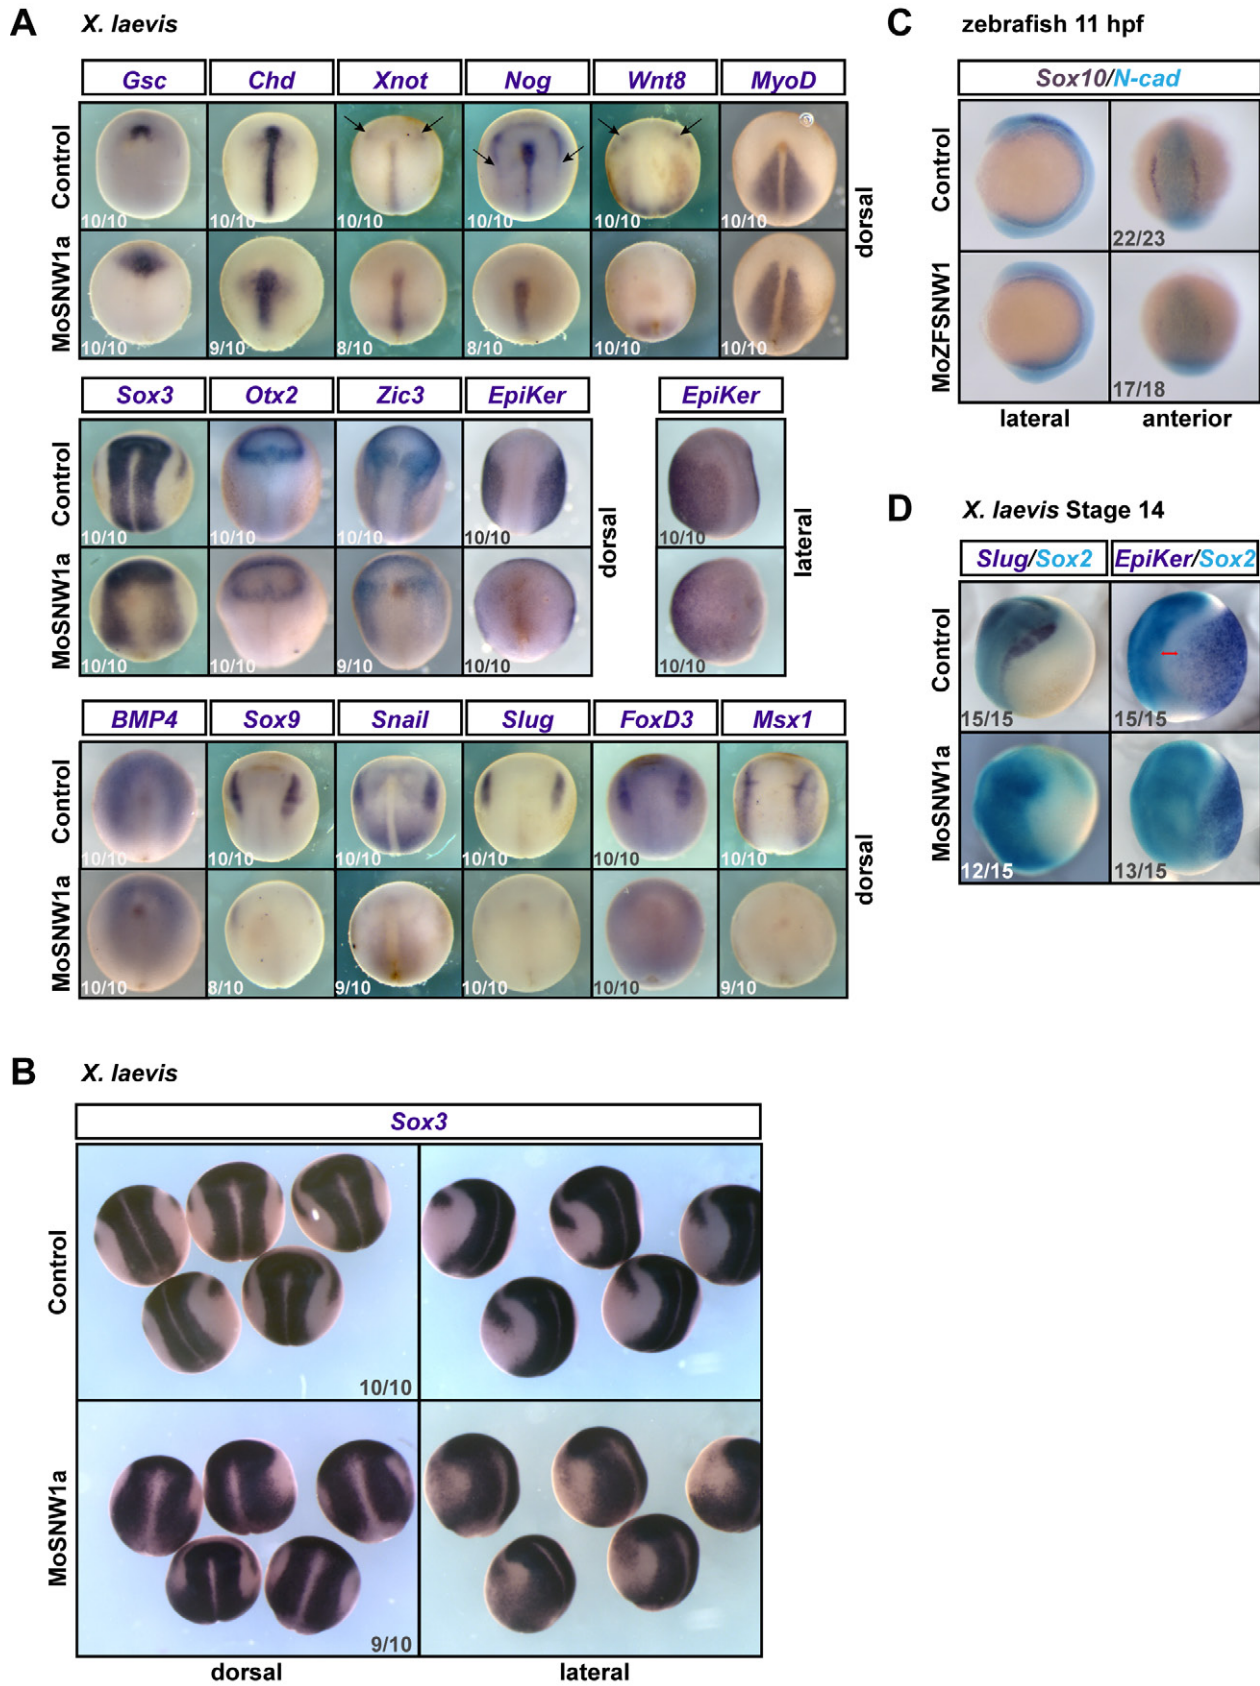 A X. laevis
Gsc Chd Xnot Nog Wnt8 MyoD
Control
10/10 10/10 10/10 10/10 10/10 10/10
MoSNW1a
10/10 9/10 8/10 8/10 10/10 10/10
dorsal
Sox3 Otx2 Zic3 EpiKer EpiKer
Control
10/10 10/10 10/10 10/10 10/10
MoSNW1a
10/10 10/10 9/10 10/10 10/10
dorsal
lateral
BMP4 Sox9 Snail Slug FoxD3 Msx1
Control
10/10 10/10 10/10 10/10 10/10 10/10
MoSNW1a
10/10 8/10 9/10 10/10 10/10 9/10
dorsal
B X. laevis
Sox3
Control
10/10
MoSNW1a
9/10
dorsal lateral
C zebrafish 11 hpf
Sox10/N-cad
Control
22/23
MoZFSNW1
17/18
lateral anterior
D X. laevis Stage 14
Slug/Sox2 EpiKer/Sox2
Control
15/15 15/15
MoSNW1a
12/15 13/15